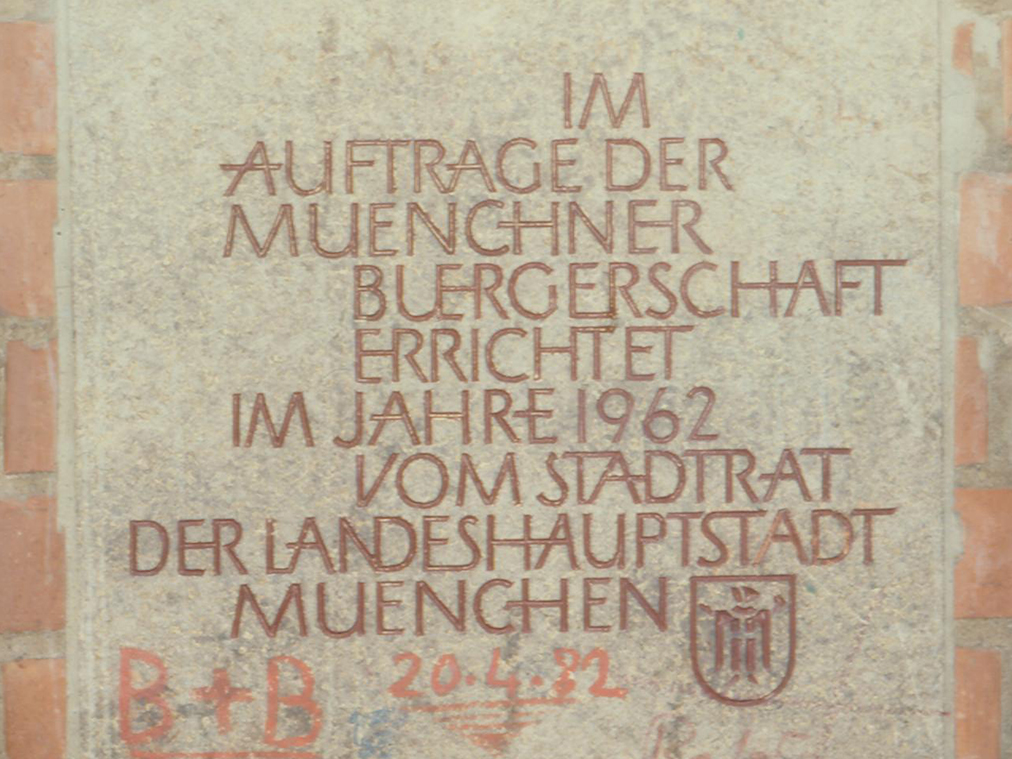 IM
AUFTRAGE DER
MUENCHNER
BUERGERSCHAFT
ERRICHTET
IM JAHRE 1962
VOM STADTRAT
DER LANDESHAUPTSTADT
MUENCHEN
B+B 20.4.82